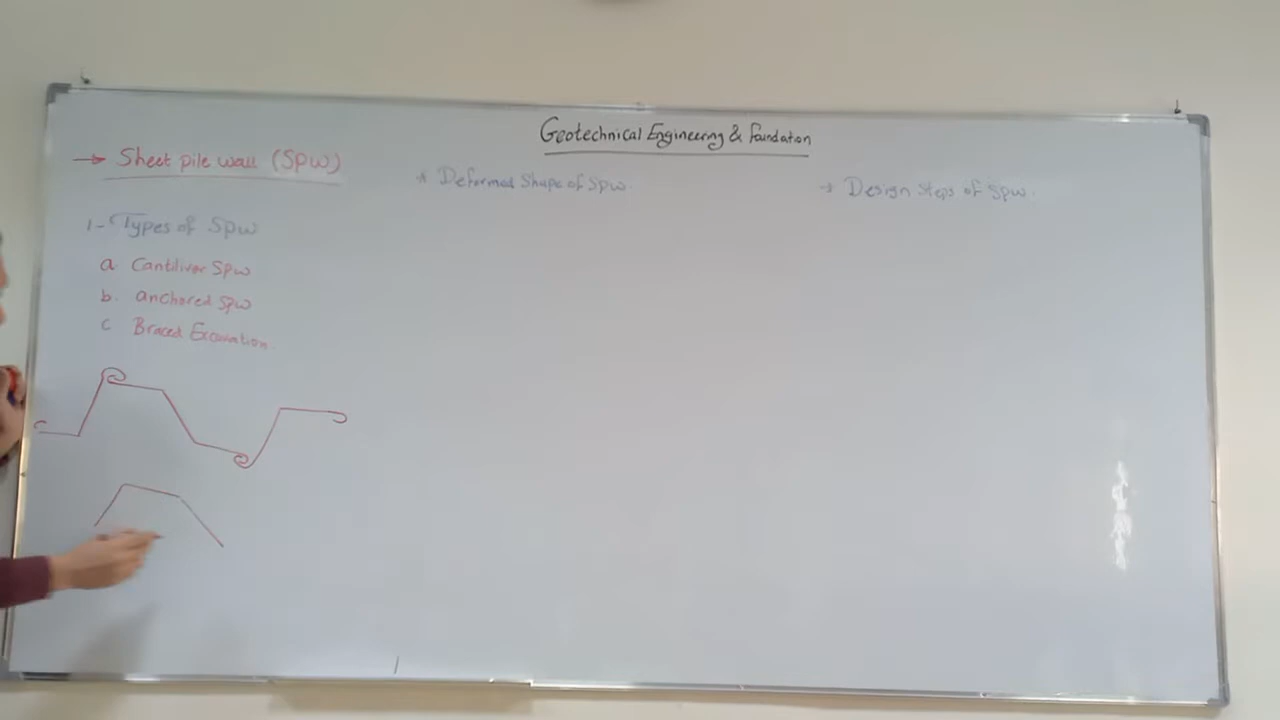 Geotechnical Engineering & foundation
→ Sheet pile wall (Spw)
1- Types of Spw
a Cantiliver Spw
b. anchored Spw
c Braced Excavation
* Deformed Shape of Spw.
→ Design Steps of Spw.